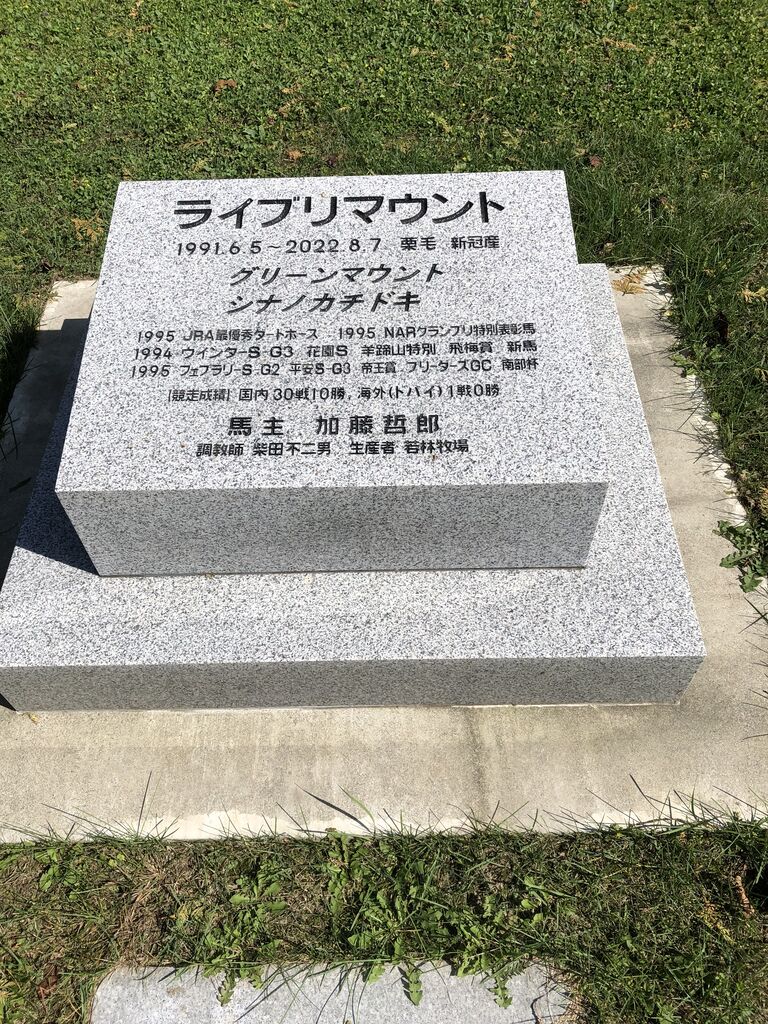 ライブリマウント
1991.6.5～2022.8.7 栗毛 新冠産
グリーンマウント
シナノカチドキ
1995 JRA最優秀ダートホース 1995 NARグランプリ特別表彰馬
1994 ウインターS-G3 花園S 羊蹄山特別 飛梅賞 新馬
1995 フェブラリーS-G2 平安S-G3 帝王賞 ブリーダーズGC 南部杯
[競走成績] 国内30戦10勝, 海外(ドバイ)1戦0勝
馬主 加藤哲郎
調教師 柴田不二男 生産者 若林牧場